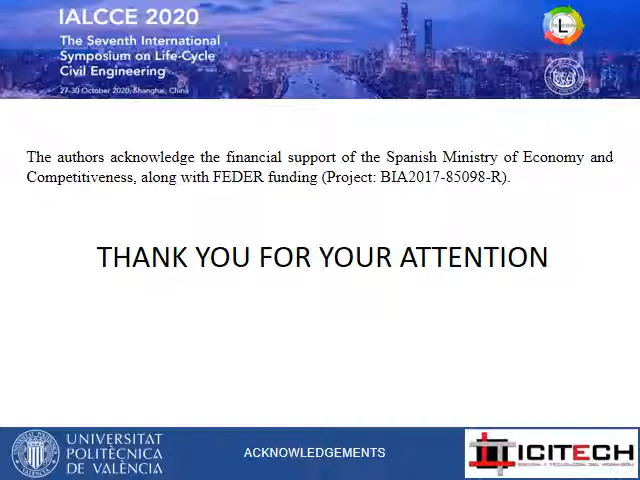 IALCCE 2020
The Seventh International
Symposium on Life-Cycle
Civil Engineering
27-30 October 2020, Shanghai, China
The authors acknowledge the financial support of the Spanish Ministry of Economy and
Competitiveness, along with FEDER funding (Project: BIA2017-85098-R).
THANK YOU FOR YOUR ATTENTION
UNIVERSITAT
POLITÈCNICA
DE VALÈNCIA
ACKNOWLEDGEMENTS
ICITECH